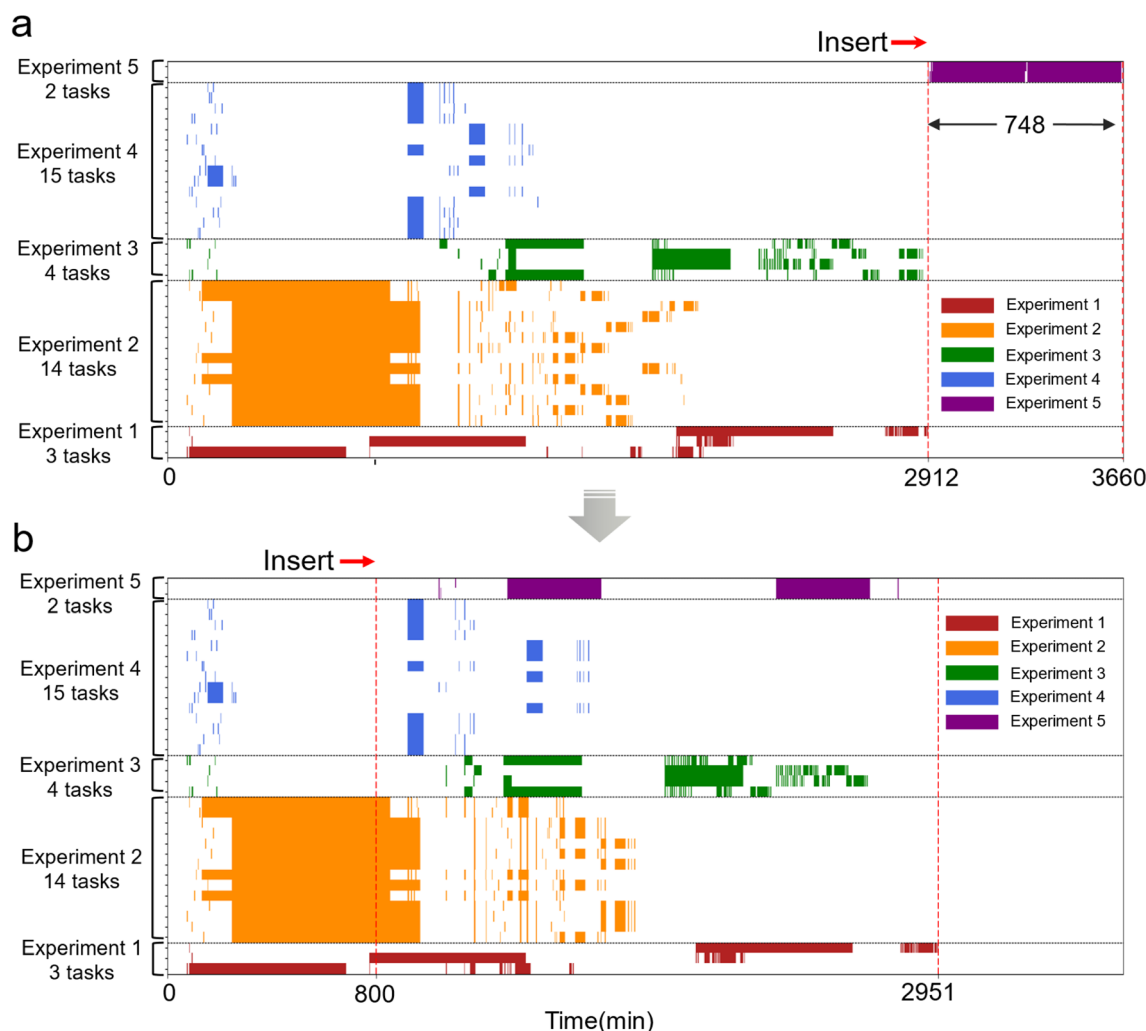 a
Insert
Experiment 5
2 tasks
748
Experiment 4
15 tasks
Experiment 3
4 tasks
Experiment 2
14 tasks
Experiment 1
Experiment 2
Experiment 3
Experiment 4
Experiment 5
Experiment 1
3 tasks
0
2912
3660
b
Insert
Experiment 5
2 tasks
Experiment 4
15 tasks
Experiment 1
Experiment 2
Experiment 3
Experiment 4
Experiment 5
Experiment 3
4 tasks
Experiment 2
14 tasks
Experiment 1
3 tasks
0
800
2951
Time(min)